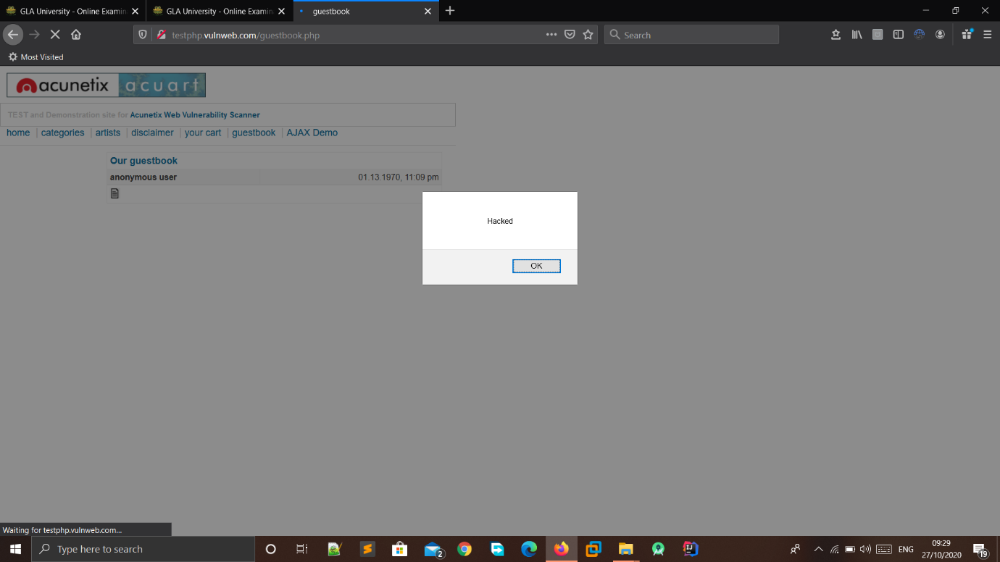 GLA University - Online Examin
GLA University - Online Examin
guestbook
testphp.vulnweb.com/guestbook.php
Search
Most Visited
acunetix acuart
TEST and Demonstration site for Acunetix Web Vulnerability Scanner
home | categories | artists | disclaimer | your cart | guestbook | AJAX Demo
Our guestbook
anonymous user 01.13.1970, 11:09 pm
Hacked
OK
Waiting for testphp.vulnweb.com...
Type here to search
2
ENG
09:29
27/10/2020
19